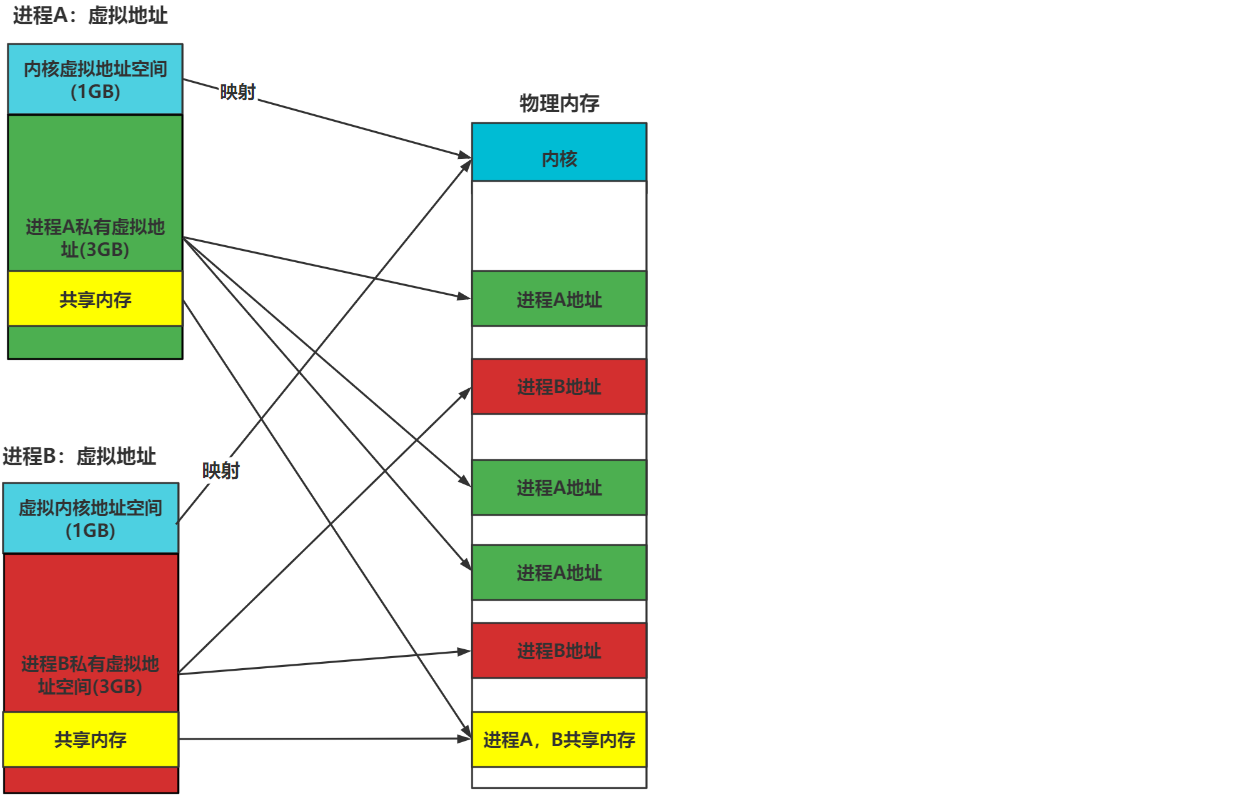 进程A：虚拟地址
内核虚拟地址空间
(1GB)
映射
进程A私有虚拟地
址(3GB)
共享内存
进程B：虚拟地址
虚拟内核地址空间
(1GB)
映射
进程B私有虚拟地
址空间(3GB)
共享内存
物理内存
内核
进程A地址
进程B地址
进程A地址
进程A地址
进程B地址
进程A，B共享内存